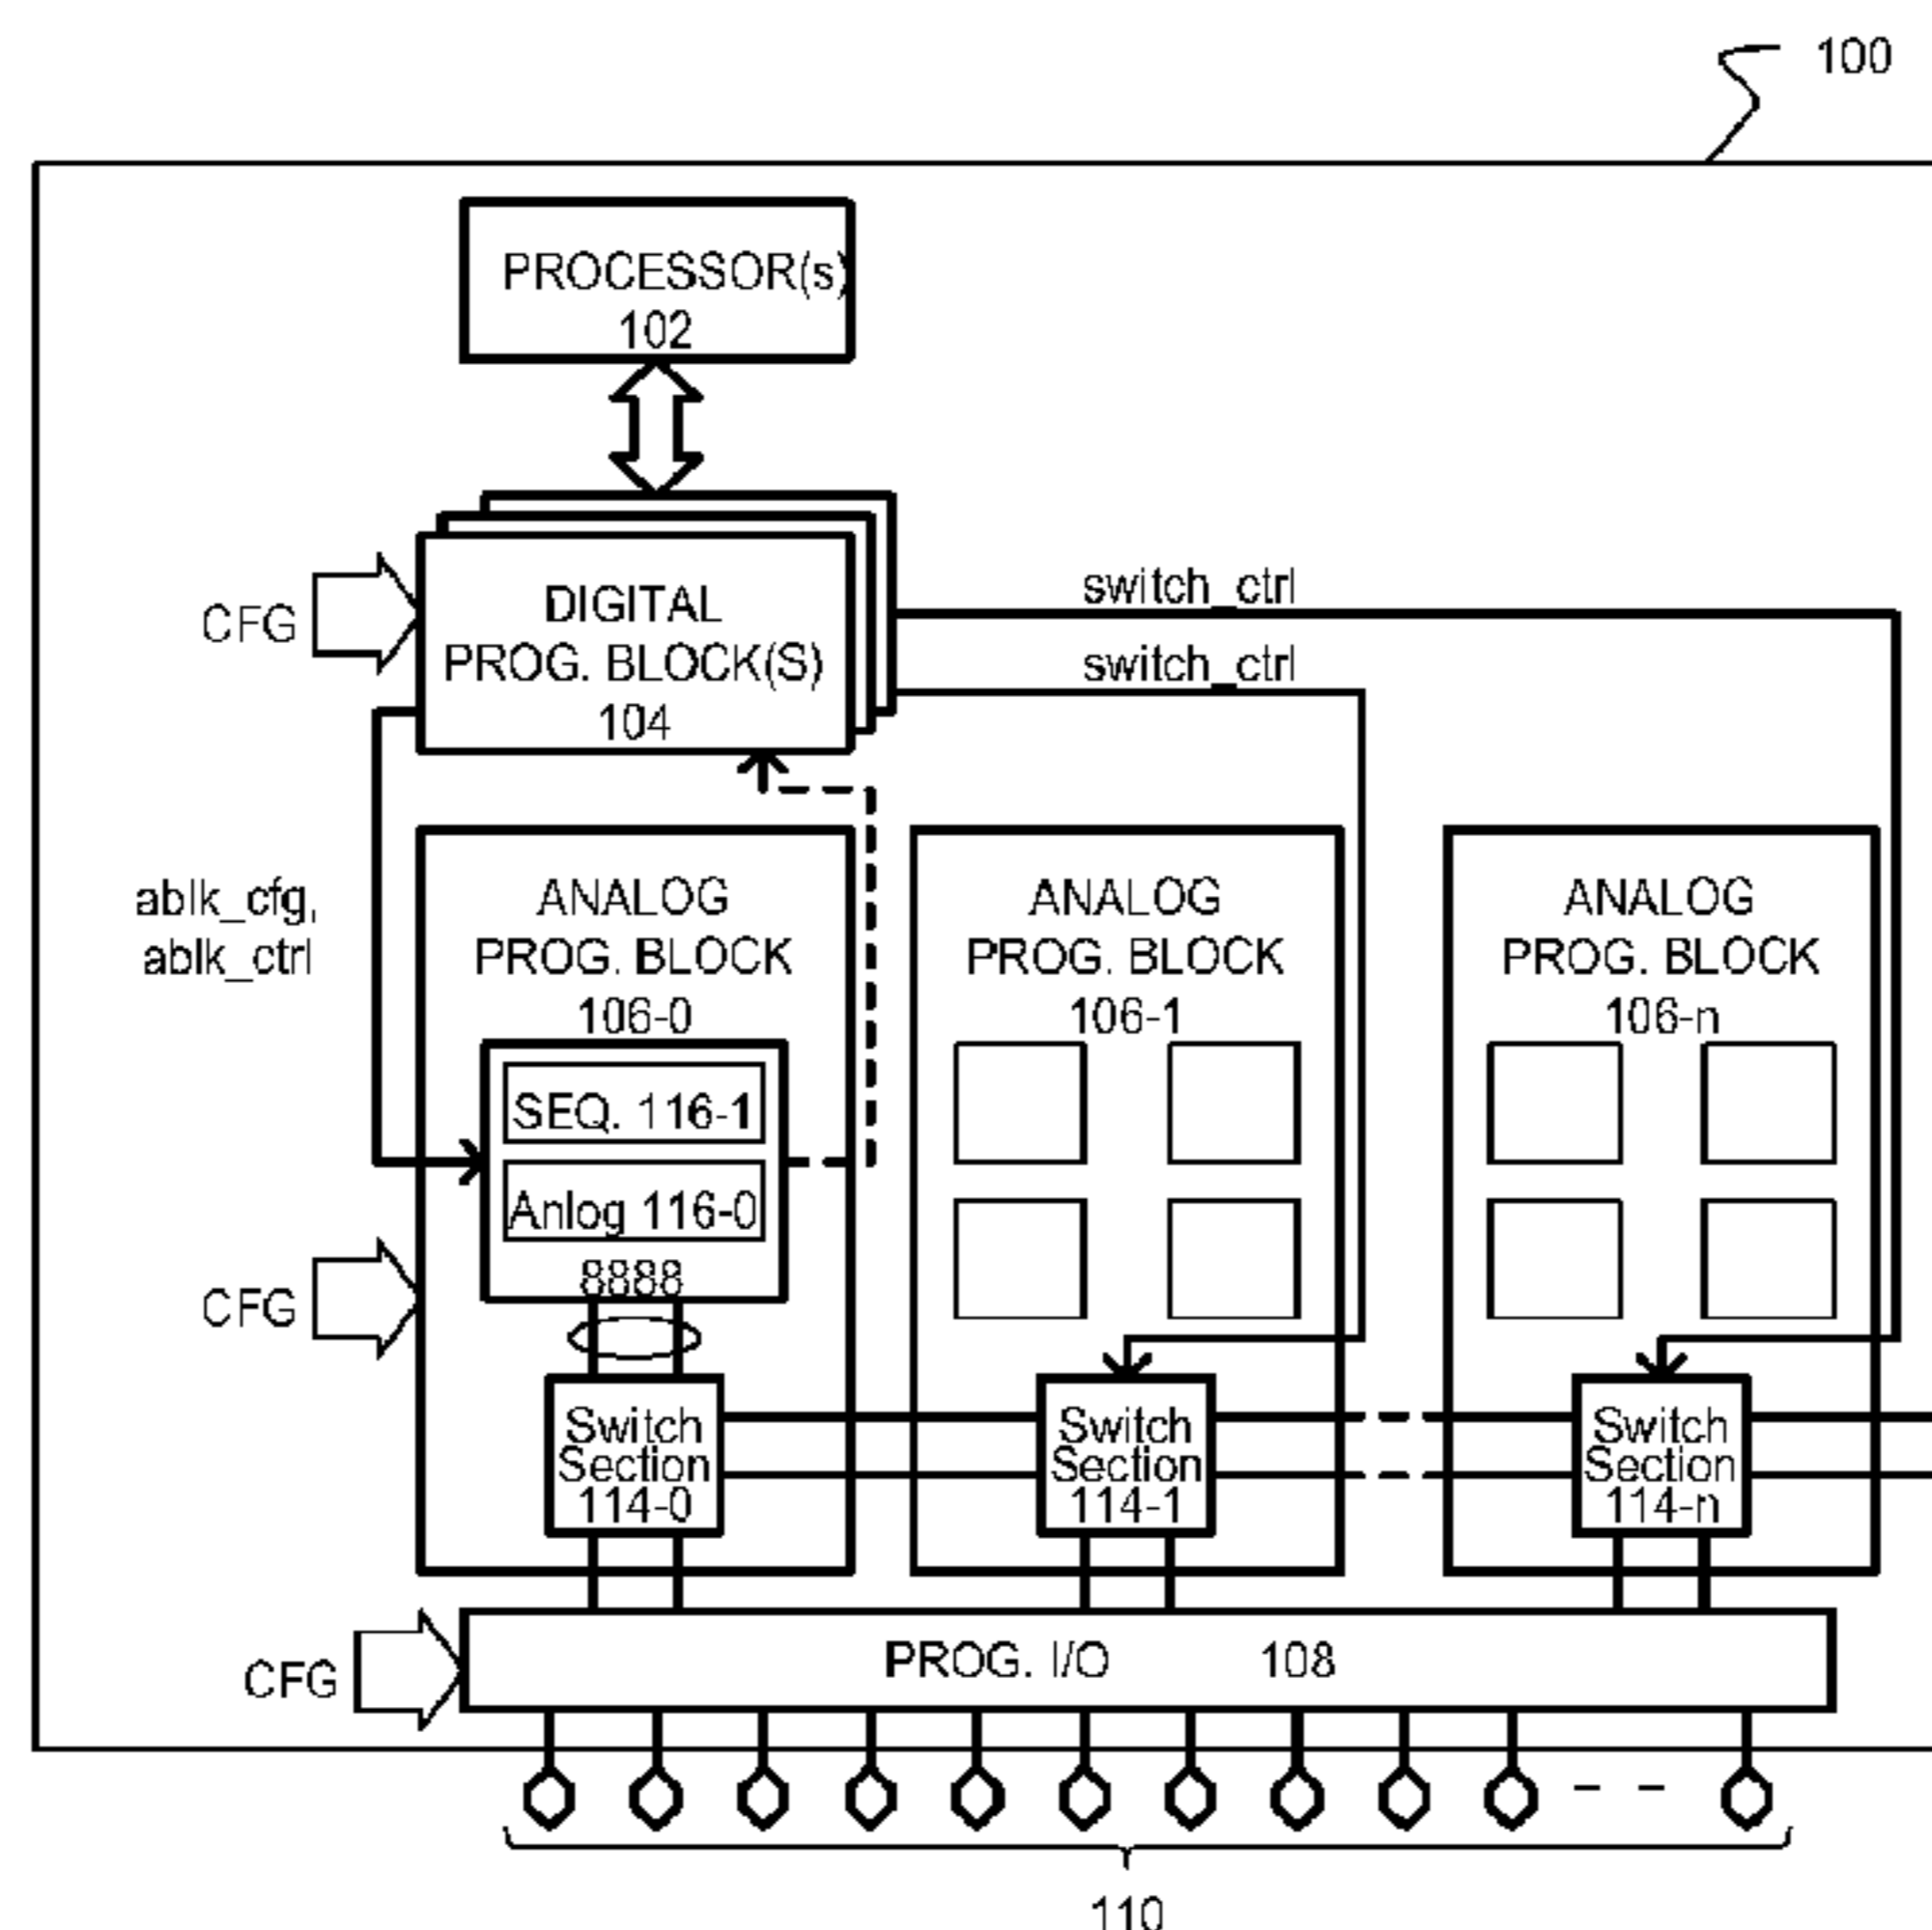 100
PROCESSOR(s)
102
switch_ctrl
CFG
DIGITAL
PROG. BLOCK(S)
104
switch_ctrl
ablk_cfg,
ablk_ctrl
ANALOG
PROG. BLOCK
106-0
ANALOG
PROG. BLOCK
106-1
ANALOG
PROG. BLOCK
106-n
SEQ. 116-1
Anlog 116-0
8888
CFG
Switch
Section
114-0
Switch
Section
114-1
Switch
Section
114-n
CFG
PROG. I/O 108
110